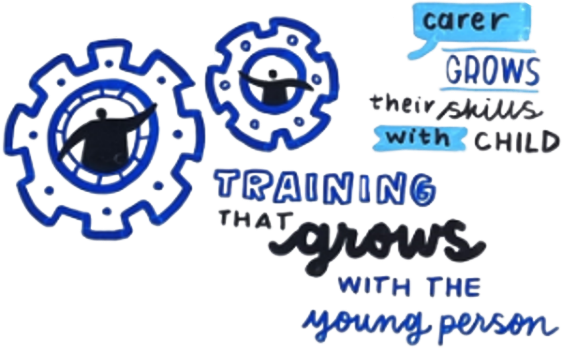 carer
GROWS
their skills
with CHILD
TRAINING
THAT grows
WITH THE
young person